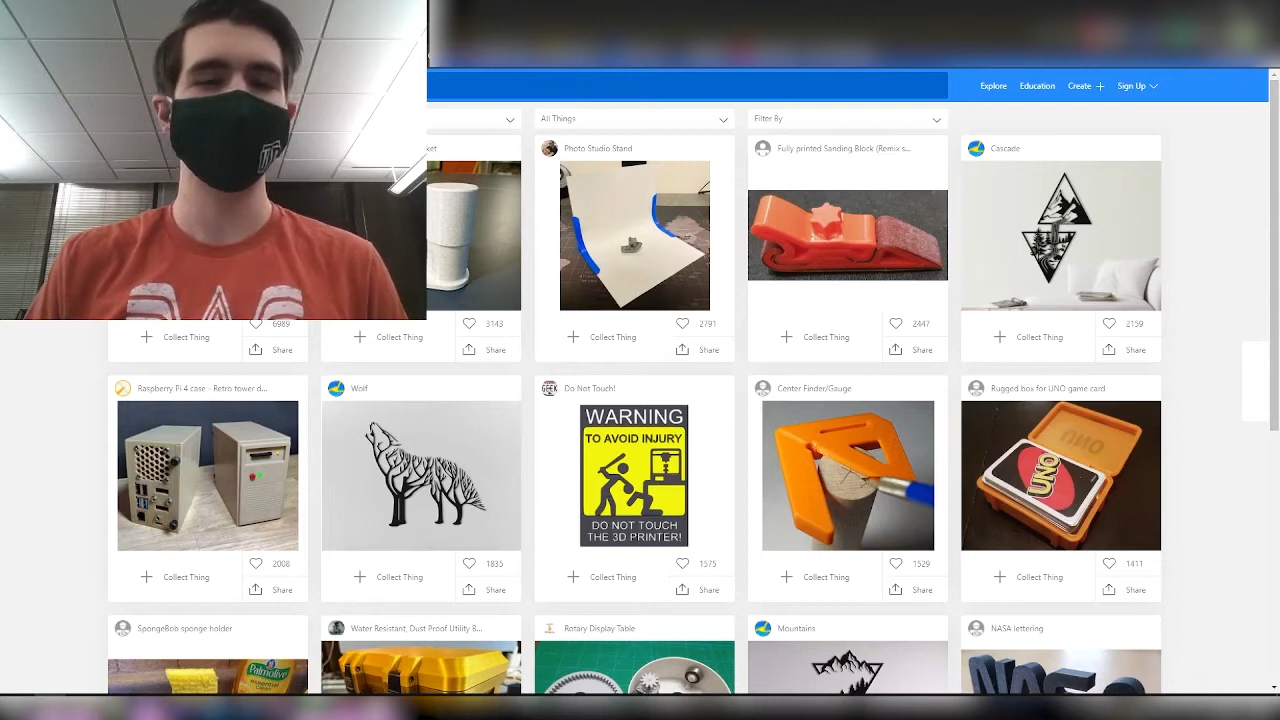 Explore Education Create Sign Up
All Things Filter By
ket Photo Studio Stand Fully printed Sanding Block (Remix s... Cascade
6989 3143 2791 2447 2159
Collect Thing Collect Thing Collect Thing Collect Thing Collect Thing
Share Share Share Share Share
Raspberry Pi 4 case - Retro tower d... Wolf GEEK Do Not Touch! Center Finder/Gauge Rugged box for UNO game card
WARNING
TO AVOID INJURY
DO NOT TOUCH
THE 3D PRINTER!
UNO
UNO
2008 1835 1575 1529 1411
Collect Thing Collect Thing Collect Thing Collect Thing Collect Thing
Share Share Share Share Share
SpongeBob sponge holder Water Resistant, Dust Proof Utility B... Rotary Display Table Mountains NASA lettering
Palmolive
NASA